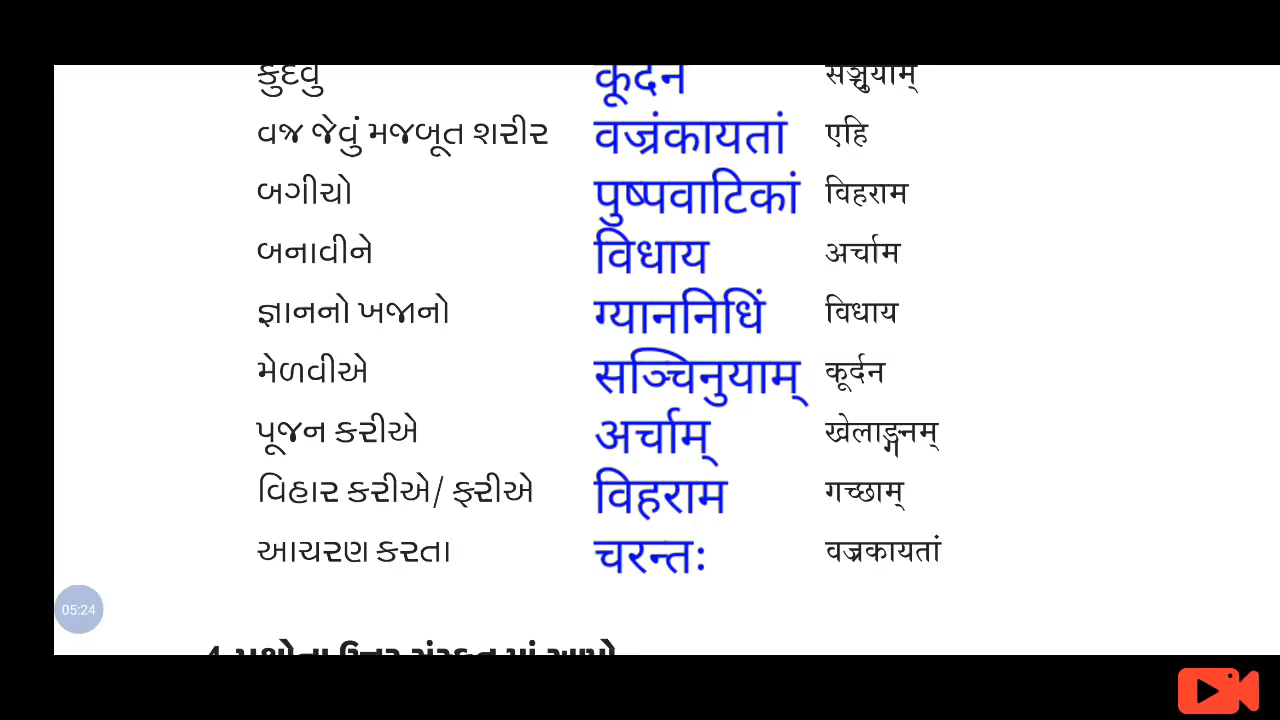 કુદવું कूर्दन सञ्चुयाम्
વજ્ર જેવું મજબૂત શરીર वज्रंकायतां एहि
બગીચો पुष्पवाटिकां विहराम
બનાવીને विधाय अर्चाम
જ્ઞાનનો ખજાનો ग्याननिधिं विधाय
મેળવીએ सञ्चिनुयाम् कूर्दन
પૂજન કરીએ अर्चाम् खेलाङ्गनम्
વિહાર કરીએ/ ફરીએ विहराम गच्छाम्
આચરણ કરતા चरन्तः वज्रकायतां
05:24